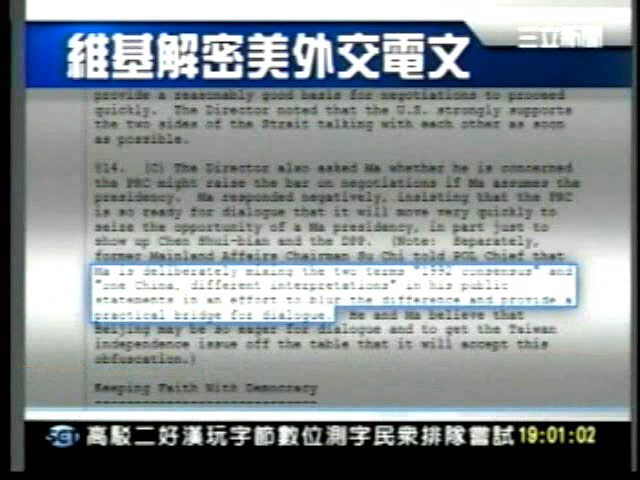 三立新聞
維基解密美外交電文
provide a reasonably good basis for negotiations to proceed
quickly. The Director noted that the U.S. strongly supports
the two sides of the Strait talking with each other as soon
as possible.
¶14. (C) The Director also asked Ma whether he is concerned
the PRC might raise the bar on negotiations if Ma assumes the
presidency. Ma responded negatively, insisting that the PRC
is so ready for dialogue that it will move very quickly to
seize the opportunity of a Ma presidency, in part just to
show up Chen Shui-bian and the DPP. (Note: Separately,
former Mainland Affairs Chairman Su Chi told POL Chief that
Ma is deliberately mixing the two terms "1992 consensus" and
"one China, different interpretations" in his public
statements in an effort to blur the difference and provide a
practical bridge for dialogue. He and Ma believe that
Beijing may be so eager for dialogue and to get the Taiwan
independence issue off the table that it will accept this
obfuscation.)
Keeping Faith With Democracy
----------------------------
高駿二好漢玩字節數位測字民眾排隊嘗試 19:01:02